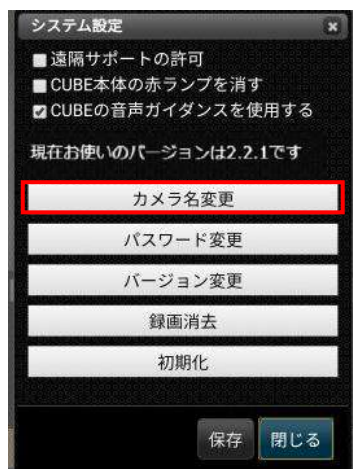 システム設定
遠隔サポートの許可
CUBE本体の赤ランプを消す
CUBEの音声ガイダンスを使用する
現在お使いのバージョンは2.2.1です
カメラ名変更
パスワード変更
バージョン変更
録画消去
初期化
保存 閉じる